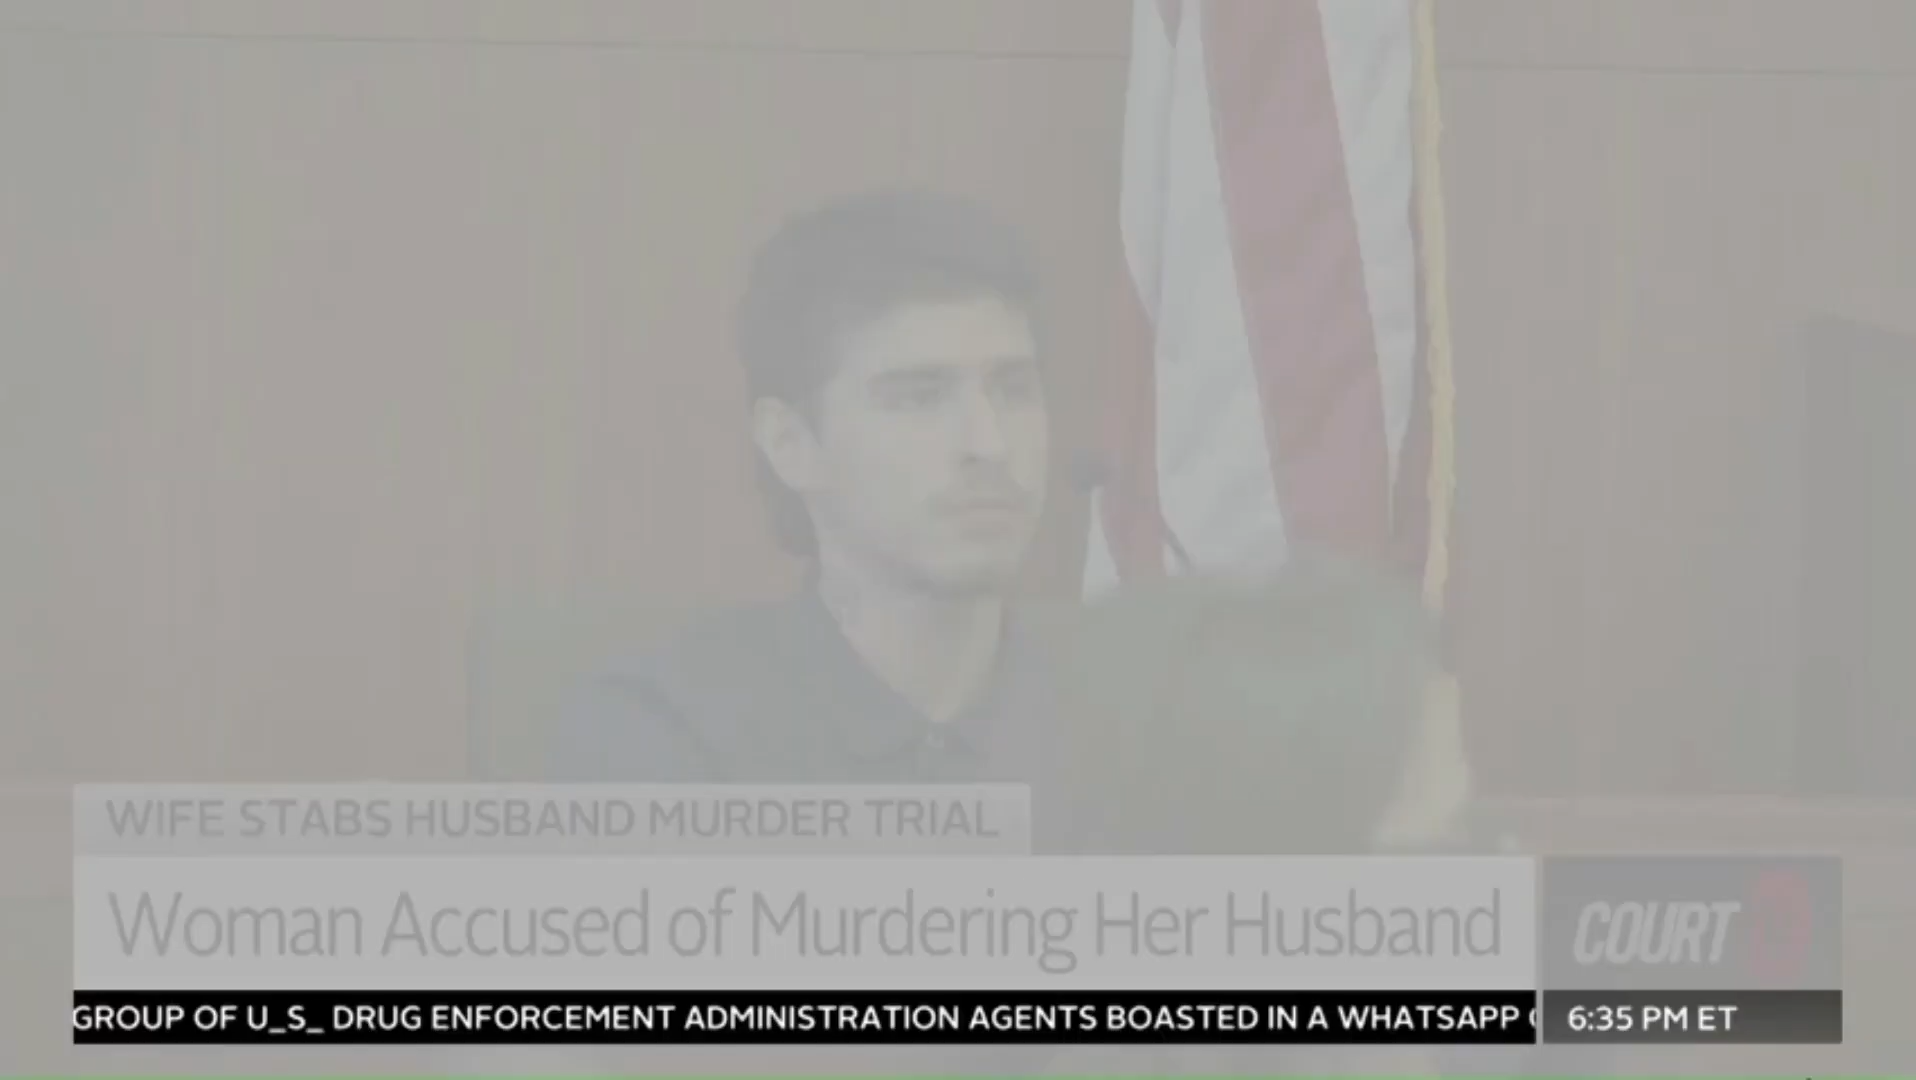 WIFE STABS HUSBAND MURDER TRIAL
Woman Accused of Murdering Her Husband
COURT
GROUP OF U_S_ DRUG ENFORCEMENT ADMINISTRATION AGENTS BOASTED IN A WHATSAPP
6:35 PM ET